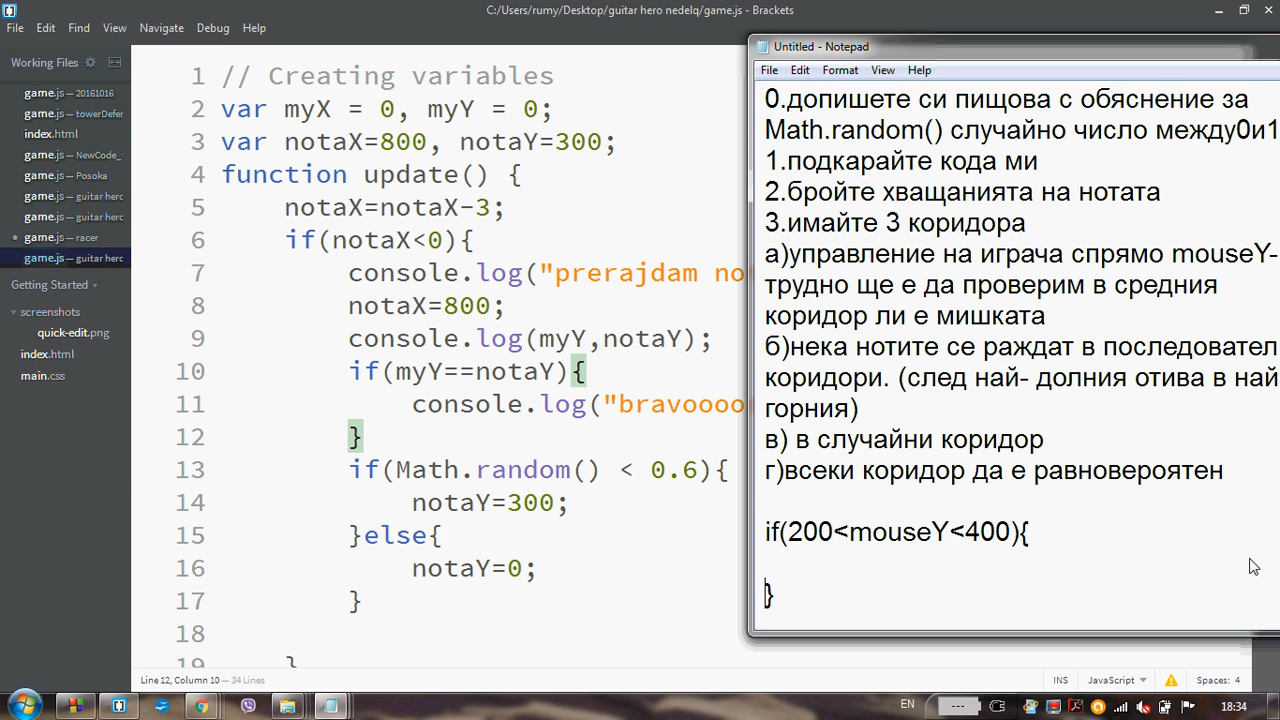 C:/Users/rumy/Desktop/guitar hero nedelq/game.js - Brackets
File Edit Find View Navigate Debug Help
Working Files
game.js — 20161016
game.js — towerDefer
index.html
game.js — NewCode_
game.js — Posoka
game.js — guitar hero
game.js — guitar hero
game.js — racer
game.js — guitar hero
Getting Started
screenshots
quick-edit.png
index.html
main.css
1 // Creating variables
2 var myX = 0, myY = 0;
3 var notaX=800, notaY=300;
4 function update() {
5 notaX=notaX-3;
6 if(notaX<0){
7 console.log("prerajdam no
8 notaX=800;
9 console.log(myY,notaY);
10 if(myY==notaY){
11 console.log("bravoooo
12 }
13 if(Math.random() < 0.6){
14 notaY=300;
15 }else{
16 notaY=0;
17 }
18
19 }
Line 12, Column 10 — 34 Lines
INS JavaScript Spaces: 4
Untitled - Notepad
File Edit Format View Help
0.допишете си пищова с обяснение за
Math.random() случайно число между0и1
1.подкарайте кода ми
2.бройте хващанията на нотата
3.имайте 3 коридора
а)управление на играча спрямо mouseY-
трудно ще е да проверим в средния
коридор ли е мишката
б)нека нотите се раждат в последовател
коридори. (след най- долния отива в най
горния)
в) в случайни коридор
г)всеки коридор да е равновероятен
if(200<mouseY<400){
}
EN 18:34